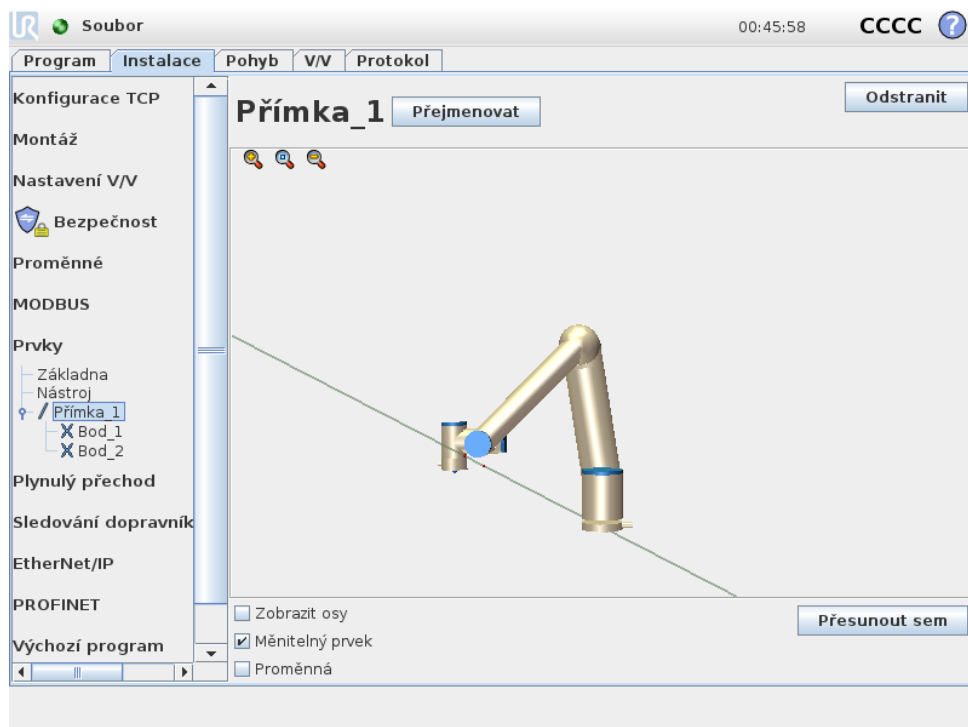 UR Soubor 00:45:58 CCCC ?
Program Instalace Pohyb V/V Protokol
Konfigurace TCP
Montáž
Nastavení V/V
Bezpečnost
Proměnné
MODBUS
Prvky
Základna
Nástroj
Přímka_1
Bod_1
Bod_2
Plynulý přechod
Sledování dopravník
EtherNet/IP
PROFINET
Výchozí program
Přímka_1 Přejmenovat Odstranit
Zobrazit osy
Měnitelný prvek
Proměnná
Přesunout sem